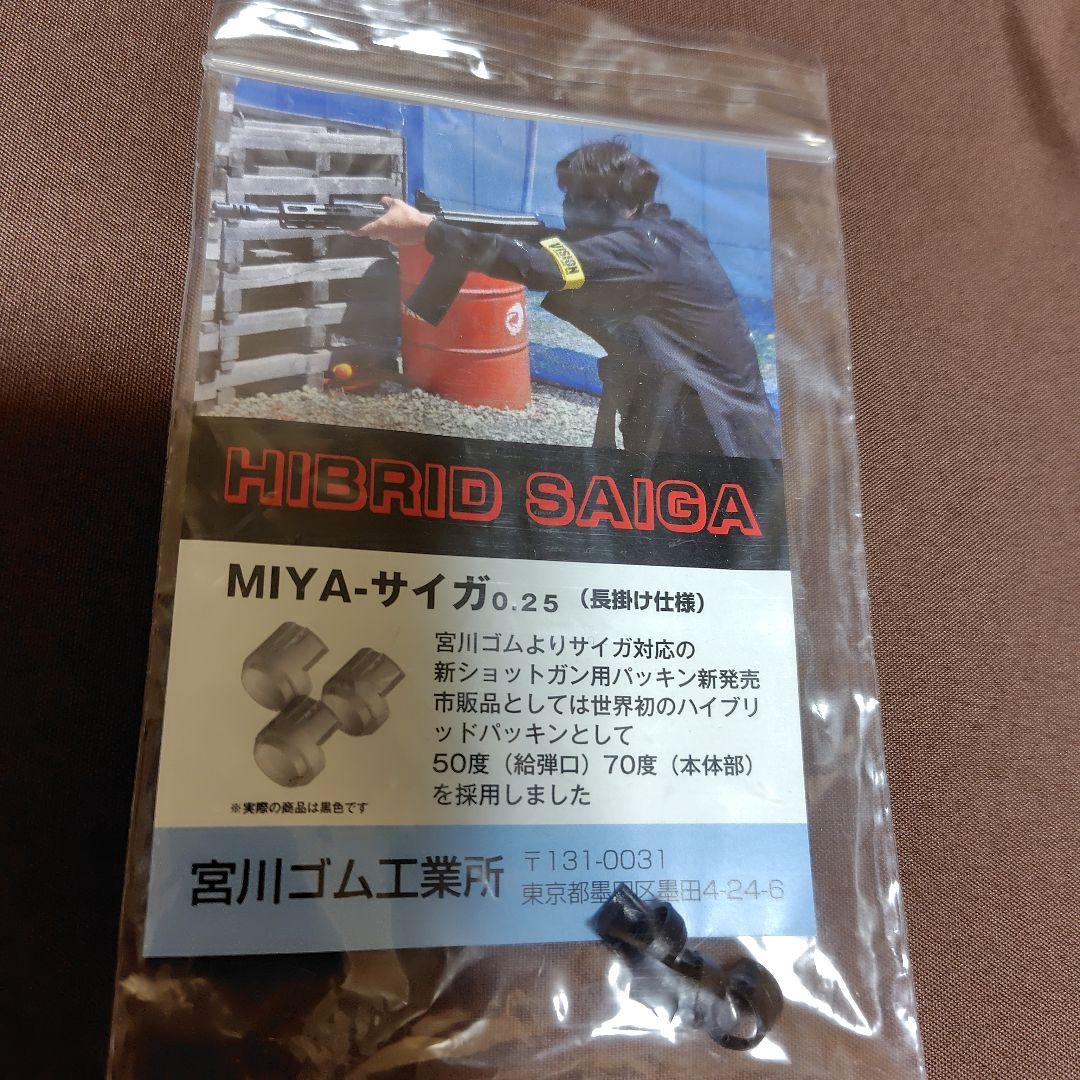 VISION
HIBRID SAIGA
MIYA-サイガ0.25 （長掛け仕様）
宮川ゴムよりサイガ対応の
新ショットガン用パッキン新発売
市販品としては世界初のハイブリ
ッドパッキンとして
50度（給弾口）70度（本体部）
を採用しました
※実際の商品は黒色です
宮川ゴム工業所
〒131-0031
東京都墨田区墨田4-24-6